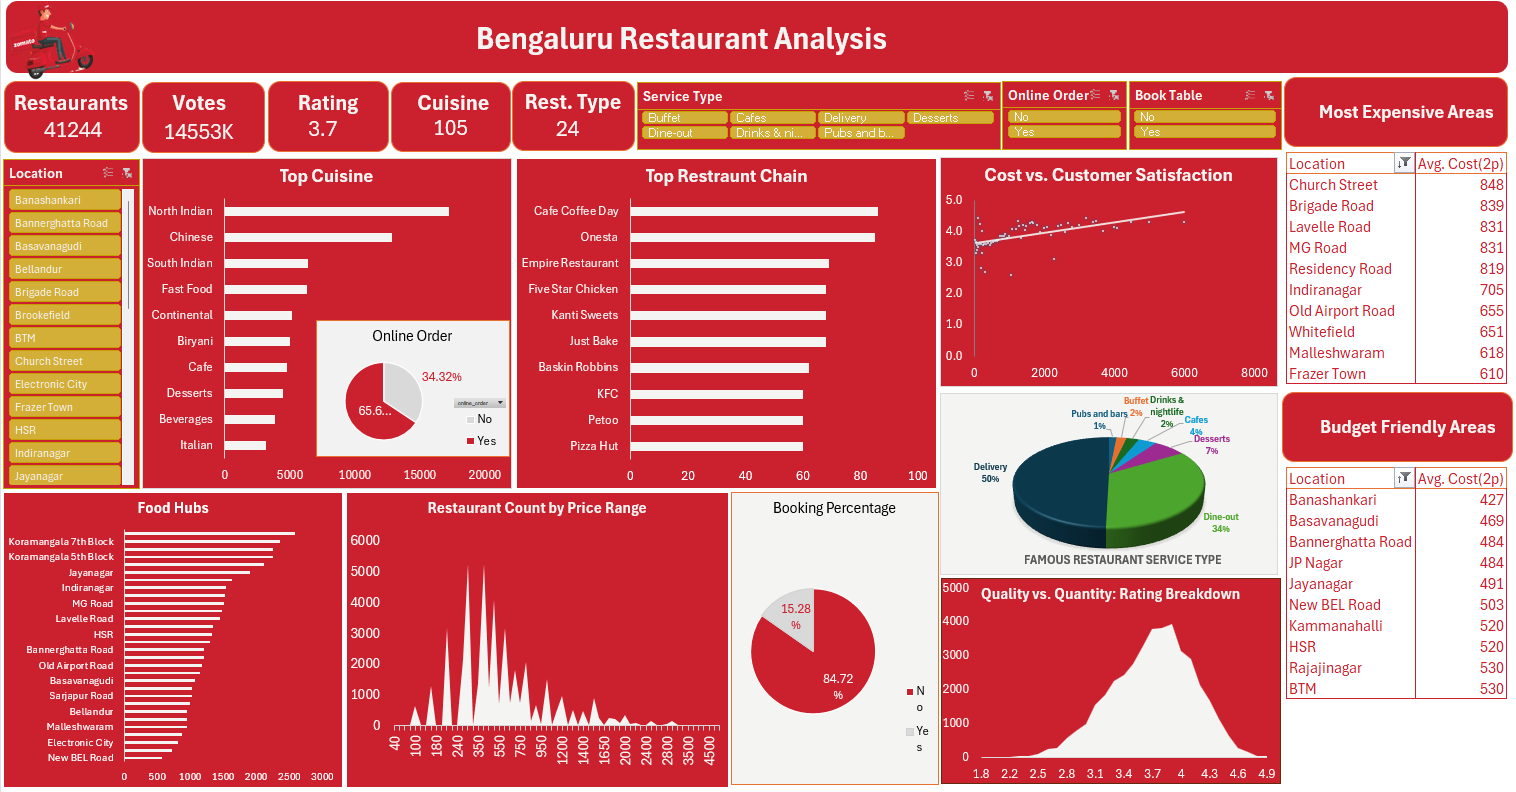 zomato
Bengaluru Restaurant Analysis
Restaurants
41244
Votes
14553K
Rating
3.7
Cuisine
105
Rest. Type
24
Service Type
Buffet
Cafes
Delivery
Desserts
Dine-out
Drinks & ni...
Pubs and b...
Online Order
No
Yes
Book Table
No
Yes
Most Expensive Areas
Location Avg. Cost(2p)
Church Street 848
Brigade Road 839
Lavelle Road 831
MG Road 831
Residency Road 819
Indiranagar 705
Old Airport Road 655
Whitefield 651
Malleshwaram 618
Frazer Town 610
Location
Banashankari
Bannerghatta Road
Basavanagudi
Bellandur
Brigade Road
Brookefield
BTM
Church Street
Electronic City
Frazer Town
HSR
Indiranagar
Jayanagar
Top Cuisine
North Indian
Chinese
South Indian
Fast Food
Continental
Biryani
Cafe
Desserts
Beverages
Italian
0 5000 10000 15000 20000
Online Order
34.32%
65.6...
online_order
No
Yes
Top Restraunt Chain
Cafe Coffee Day
Onesta
Empire Restaurant
Five Star Chicken
Kanti Sweets
Just Bake
Baskin Robbins
KFC
Petoo
Pizza Hut
0 20 40 60 80 100
Cost vs. Customer Satisfaction
5.0
4.0
3.0
2.0
1.0
0.0
0 2000 4000 6000 8000
Pubs and bars
1%
Buffet
2%
Drinks &
nightlife
2%
Cafes
4%
Desserts
7%
Delivery
50%
Dine-out
34%
FAMOUS RESTAURANT SERVICE TYPE
Budget Friendly Areas
Location Avg. Cost(2p)
Banashankari 427
Basavanagudi 469
Bannerghatta Road 484
JP Nagar 484
Jayanagar 491
New BEL Road 503
Kammanahalli 520
HSR 520
Rajajinagar 530
BTM 530
Food Hubs
Koramangala 7th Block
Koramangala 5th Block
Jayanagar
Indiranagar
MG Road
Lavelle Road
HSR
Bannerghatta Road
Old Airport Road
Basavanagudi
Sarjapur Road
Bellandur
Malleshwaram
Electronic City
New BEL Road
0 500 1000 1500 2000 2500 3000
Restaurant Count by Price Range
6000
5000
4000
3000
2000
1000
0
40 100 180 240 350 550 750 950 1200 1400 1650 2000 2400 2800 3500 4500
Booking Percentage
15.28
%
84.72
%
N
o
Ye
s
Quality vs. Quantity: Rating Breakdown
5000
4000
3000
2000
1000
0
1.8 2.2 2.5 2.8 3.1 3.4 3.7 4 4.3 4.6 4.9